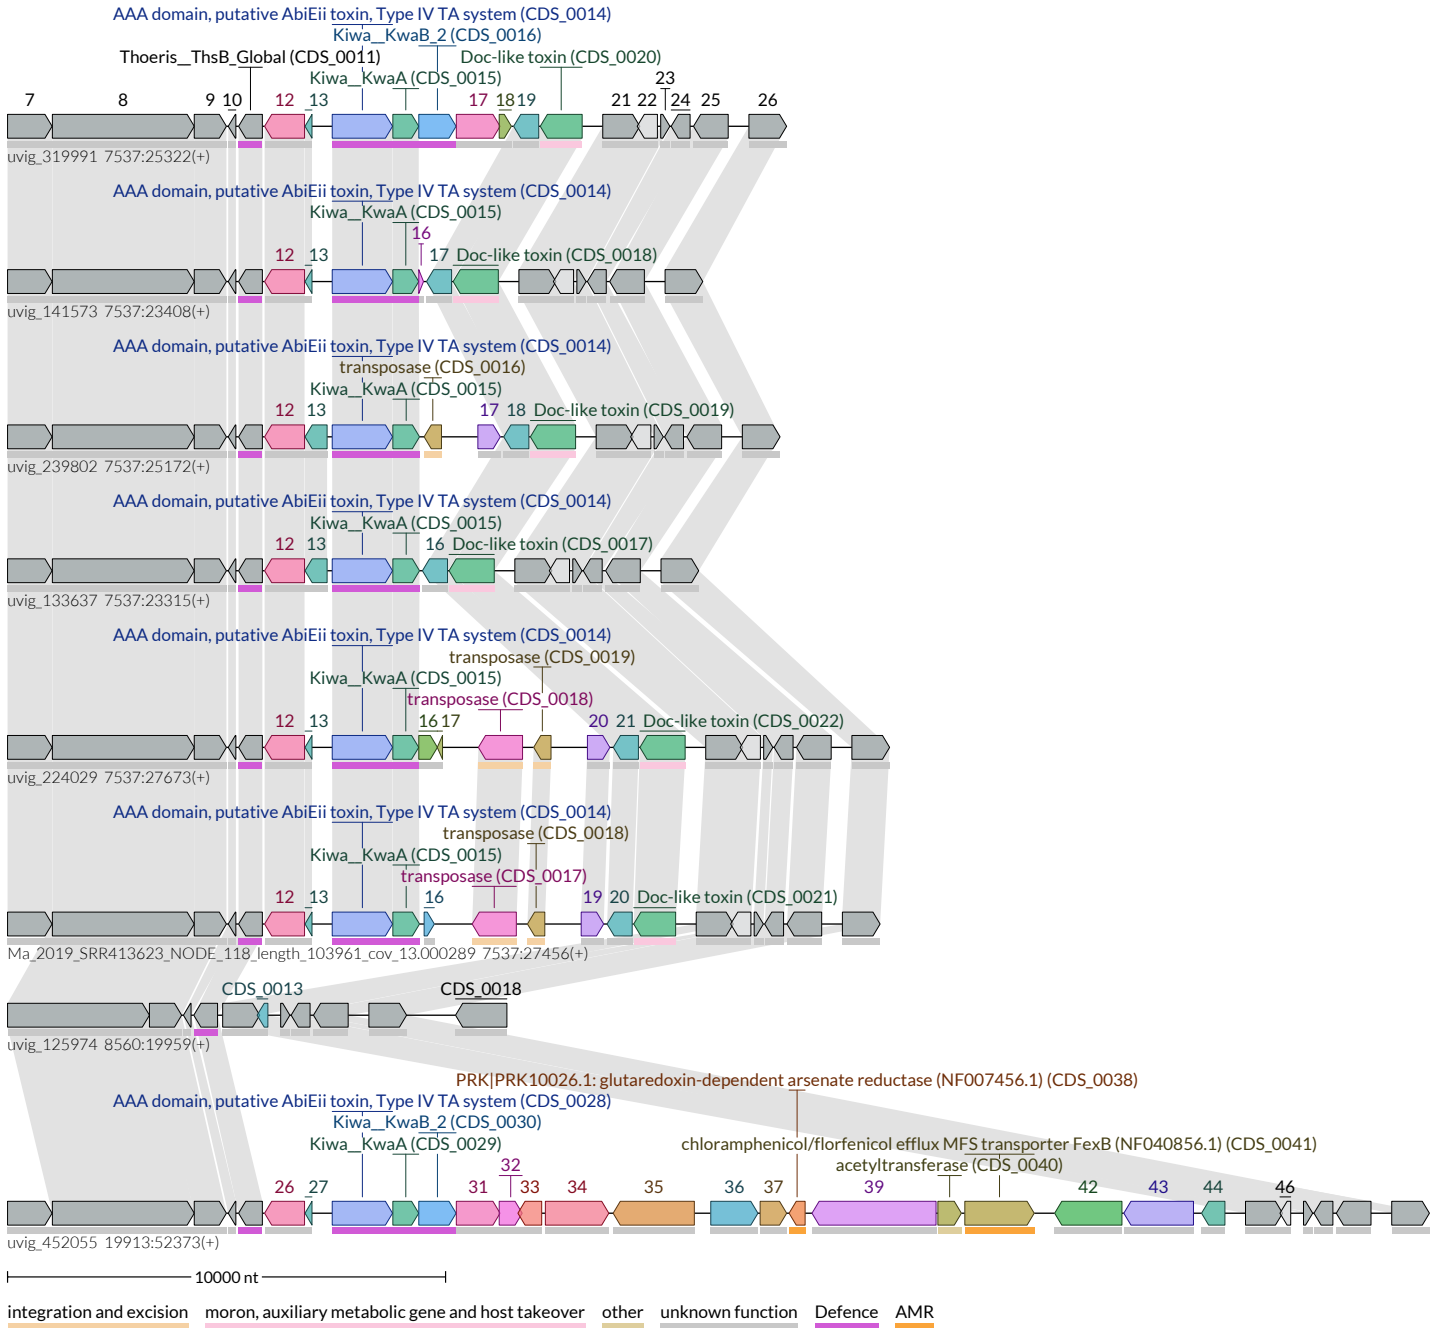 AAA domain, putative AbiEii toxin, Type IV TA system (CDS_0014)
Kiwa__KwaB_2 (CDS_0016)
Thoeris__ThsB_Global (CDS_0011) Doc-like toxin (CDS_0020)
Kiwa__KwaA (CDS_0015) 23
7 8 9 10 12 13 17 18 19 21 22 24 25 26
uvig_319991 7537:25322(+)
AAA domain, putative AbiEii toxin, Type IV TA system (CDS_0014)
Kiwa__KwaA (CDS_0015)
16
12 13 17 Doc-like toxin (CDS_0018)
uvig_141573 7537:23408(+)
AAA domain, putative AbiEii toxin, Type IV TA system (CDS_0014)
transposase (CDS_0016)
Kiwa__KwaA (CDS_0015)
12 13 17 18 Doc-like toxin (CDS_0019)
uvig_239802 7537:25172(+)
AAA domain, putative AbiEii toxin, Type IV TA system (CDS_0014)
Kiwa__KwaA (CDS_0015)
12 13 16 Doc-like toxin (CDS_0017)
uvig_133637 7537:23315(+)
AAA domain, putative AbiEii toxin, Type IV TA system (CDS_0014)
transposase (CDS_0019)
Kiwa__KwaA (CDS_0015)
transposase (CDS_0018)
12 13 16 17 20 21 Doc-like toxin (CDS_0022)
uvig_224029 7537:27673(+)
AAA domain, putative AbiEii toxin, Type IV TA system (CDS_0014)
transposase (CDS_0018)
Kiwa__KwaA (CDS_0015)
transposase (CDS_0017)
12 13 16 19 20 Doc-like toxin (CDS_0021)
Ma_2019_SRR413623_NODE_118_length_103961_cov_13.000289 7537:27456(+)
CDS_0013 CDS_0018
uvig_125974 8560:19959(+)
PRK|PRK10026.1: glutaredoxin-dependent arsenate reductase (NF007456.1) (CDS_0038)
AAA domain, putative AbiEii toxin, Type IV TA system (CDS_0028)
Kiwa__KwaB_2 (CDS_0030)
Kiwa__KwaA (CDS_0029) chloramphenicol/florfenicol efflux MFS transporter FexB (NF040856.1) (CDS_0041)
32 acetyltransferase (CDS_0040)
26 27 31 33 34 35 36 37 39 42 43 44 46
uvig_452055 19913:52373(+)
10000 nt
integration and excision moron, auxiliary metabolic gene and host takeover other unknown function Defence AMR